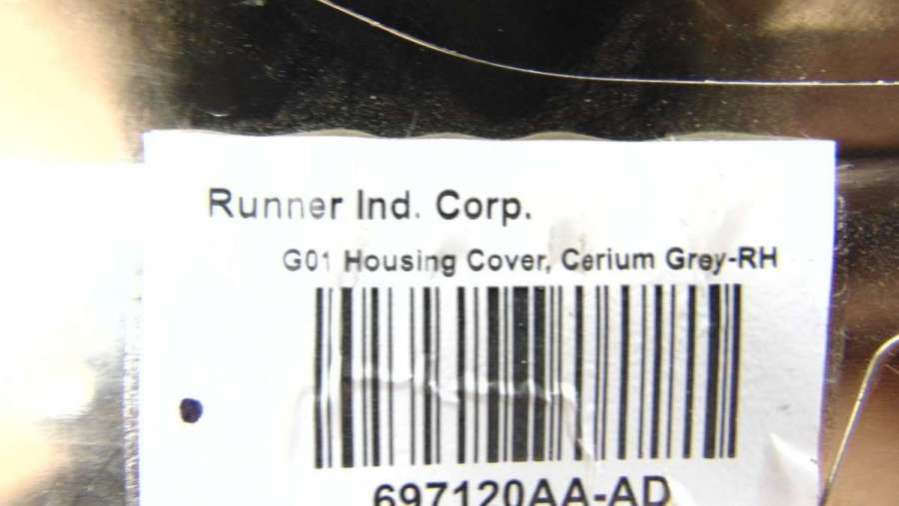 Runner Ind. Corp.
G01 Housing Cover, Cerium Grey-RH
697120AA-AD